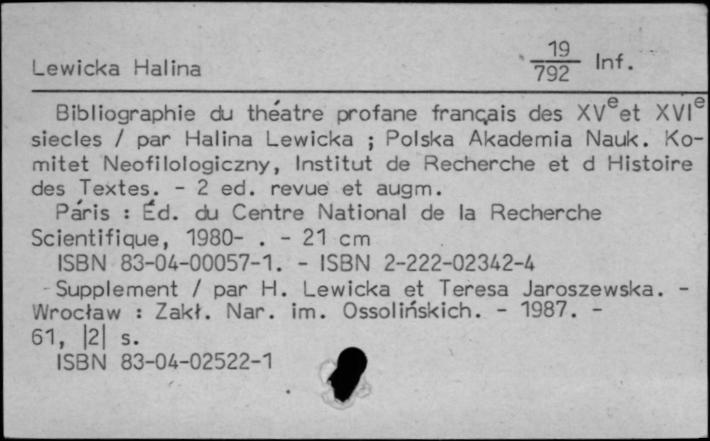 Lewicka Halina
19
792 Inf.
Bibliographie du théatre profane français des XVe et XVIe
siecles / par Halina Lewicka ; Polska Akademia Nauk. Ko-
mitet Neofilologiczny, Institut de Recherche et d Histoire
des Textes. - 2 éd. revue et augm.
Paris : Éd. du Centre National de la Recherche
Scientifique, 1980- . - 21 cm
ISBN 83-04-00057-1. - ISBN 2-222-02342-4
Supplement / par H. Lewicka et Teresa Jaroszewska. -
Wrocław : Zakł. Nar. im. Ossolińskich. - 1987. -
61, |2| s.
ISBN 83-04-02522-1